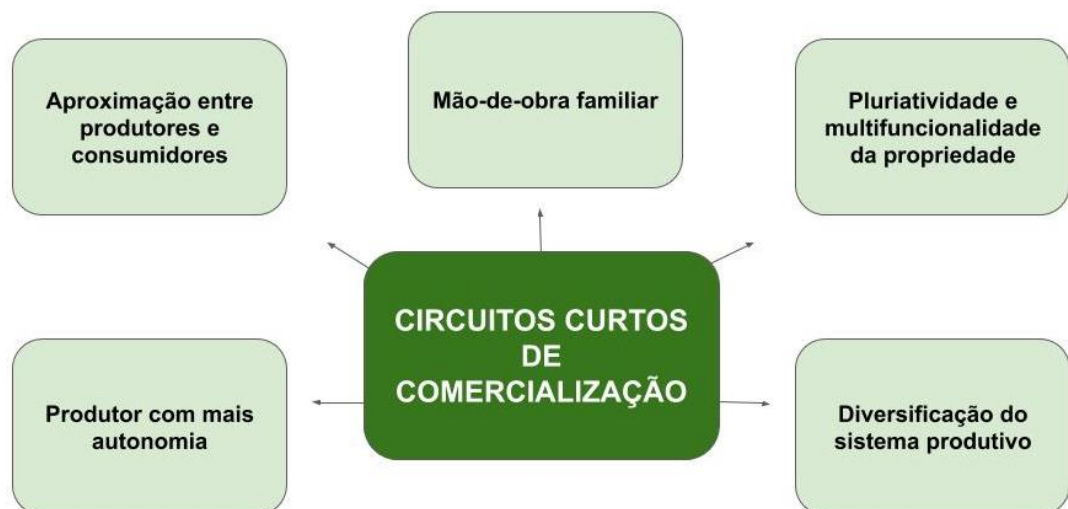 Aproximação entre
produtores e
consumidores
Mão-de-obra familiar
Pluriatividade e
multifuncionalidade
da propriedade
CIRCUITOS CURTOS
DE
COMERCIALIZAÇÃO
Produtor com mais
autonomia
Diversificação do
sistema produtivo